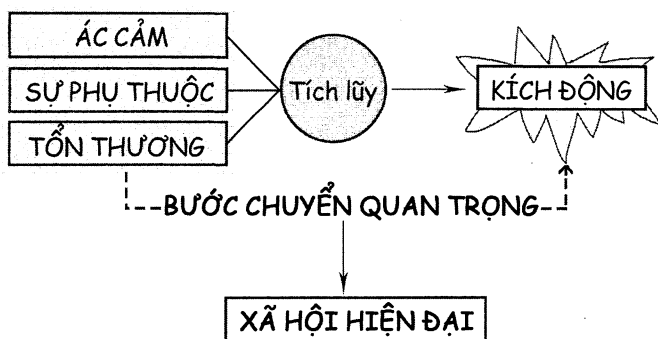 ÁC CẢM
SỰ PHỤ THUỘC
TỔN THƯƠNG
Tích lũy
KÍCH ĐỘNG
BƯỚC CHUYỂN QUAN TRỌNG
XÃ HỘI HIỆN ĐẠI